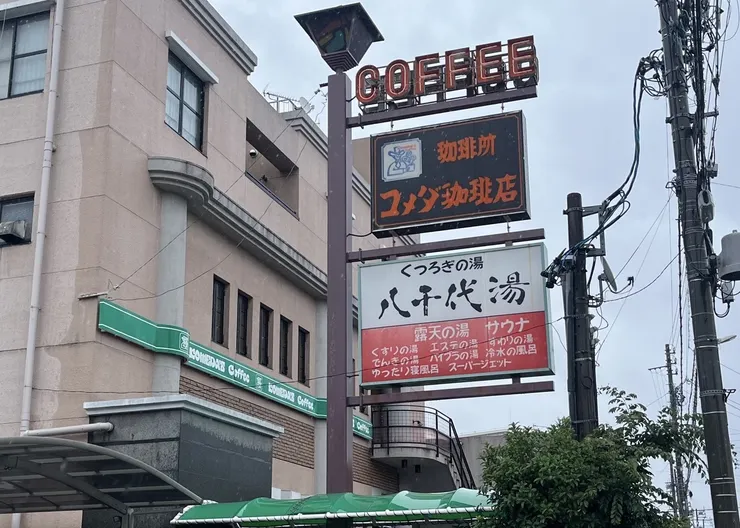 COFFEE
珈琲所
コメダ珈琲店
くつろぎの湯
八千代湯
露天の湯 サウナ
くすりの湯 エステの湯 すわりの湯
でんきの湯 バイブラの湯 冷水の風呂
ゆったり寝風呂 スーパージェット
KOMEDA'S Coffee
KOMEDA'S Coffee